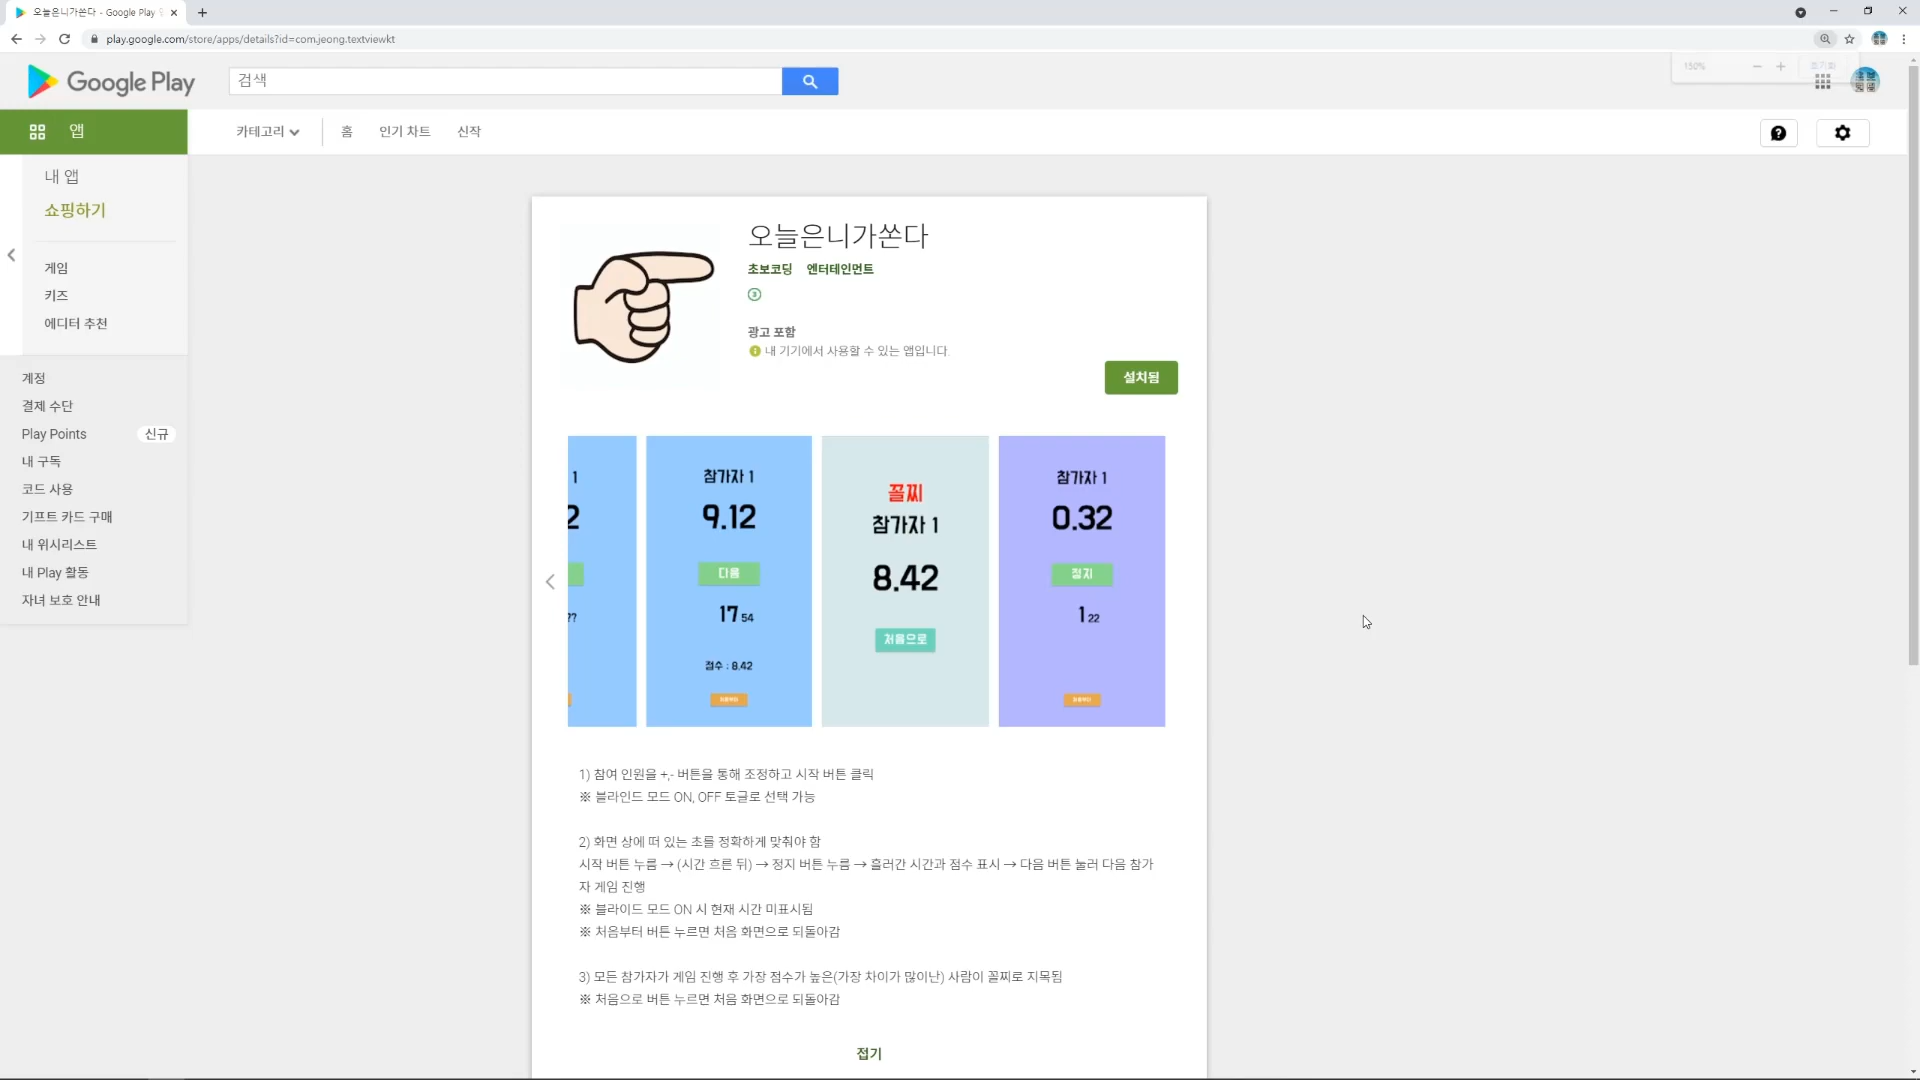 오늘은니가쏜다 - Google Play
play.google.com/store/apps/details?id=com.jeong.textviewkt
150%
초기화
Google Play
검색
앱
카테고리
홈
인기 차트
신작
내 앱
쇼핑하기
게임
키즈
에디터 추천
계정
결제 수단
Play Points 신규
내 구독
코드 사용
기프트 카드 구매
내 위시리스트
내 Play 활동
자녀 보호 안내
오늘은니가쏜다
초보코딩 엔터테인먼트
3
광고 포함
내 기기에서 사용할 수 있는 앱입니다.
설치됨
1
2
??
참가자 1
9.12
다음
17 54
점수 : 8.42
처음부터
꼴찌
참가자 1
8.42
처음으로
참가자 1
0.32
정지
1 22
처음부터
1) 참여 인원을 +,- 버튼을 통해 조정하고 시작 버튼 클릭
※ 블라인드 모드 ON, OFF 토글로 선택 가능
2) 화면 상에 떠 있는 초를 정확하게 맞춰야 함
시작 버튼 누름 → (시간 흐른 뒤) → 정지 버튼 누름 → 흘러간 시간과 점수 표시 → 다음 버튼 눌러 다음 참가
자 게임 진행
※ 블라이드 모드 ON 시 현재 시간 미표시됨
※ 처음부터 버튼 누르면 처음 화면으로 되돌아감
3) 모든 참가자가 게임 진행 후 가장 점수가 높은(가장 차이가 많이난) 사람이 꼴찌로 지목됨
※ 처음으로 버튼 누르면 처음 화면으로 되돌아감
접기